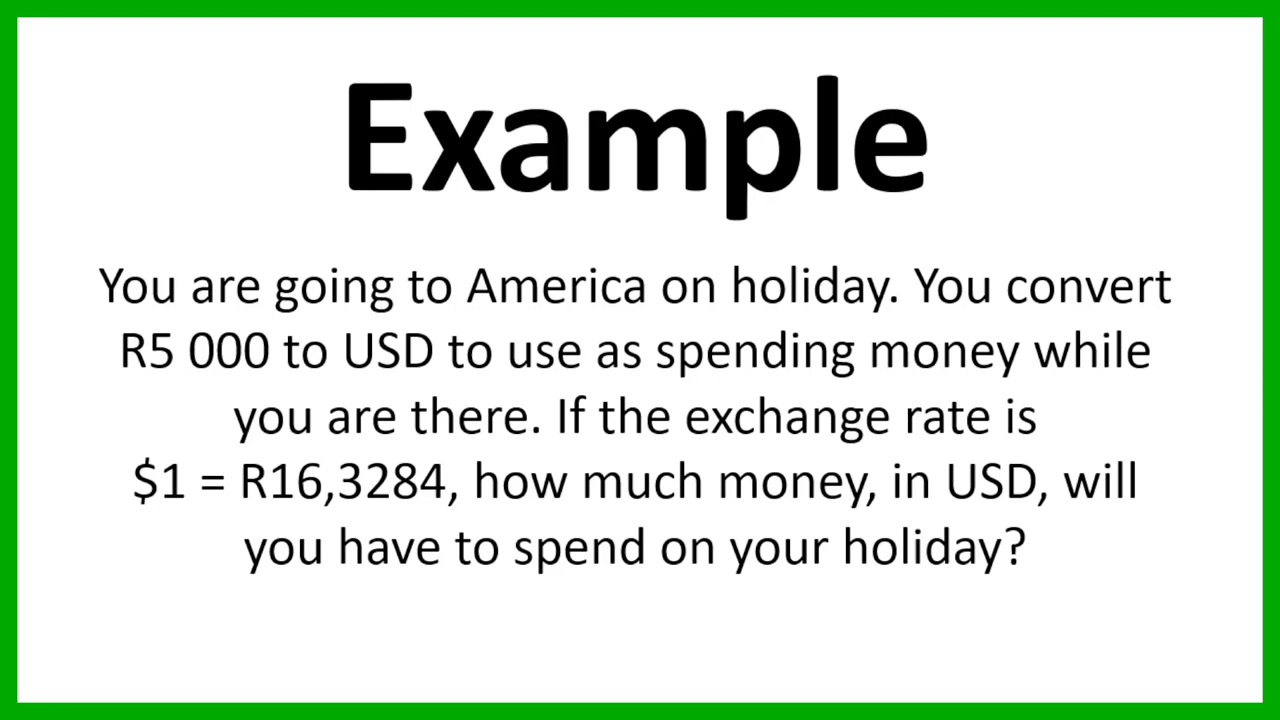 Example
You are going to America on holiday. You convert
R5 000 to USD to use as spending money while
you are there. If the exchange rate is
$1 = R16,3284, how much money, in USD, will
you have to spend on your holiday?